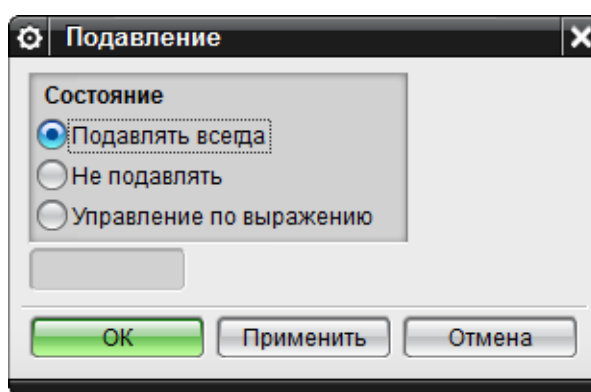 Подавление
Состояние
Подавлять всегда
Не подавлять
Управление по выражению
ОК
Применить
Отмена